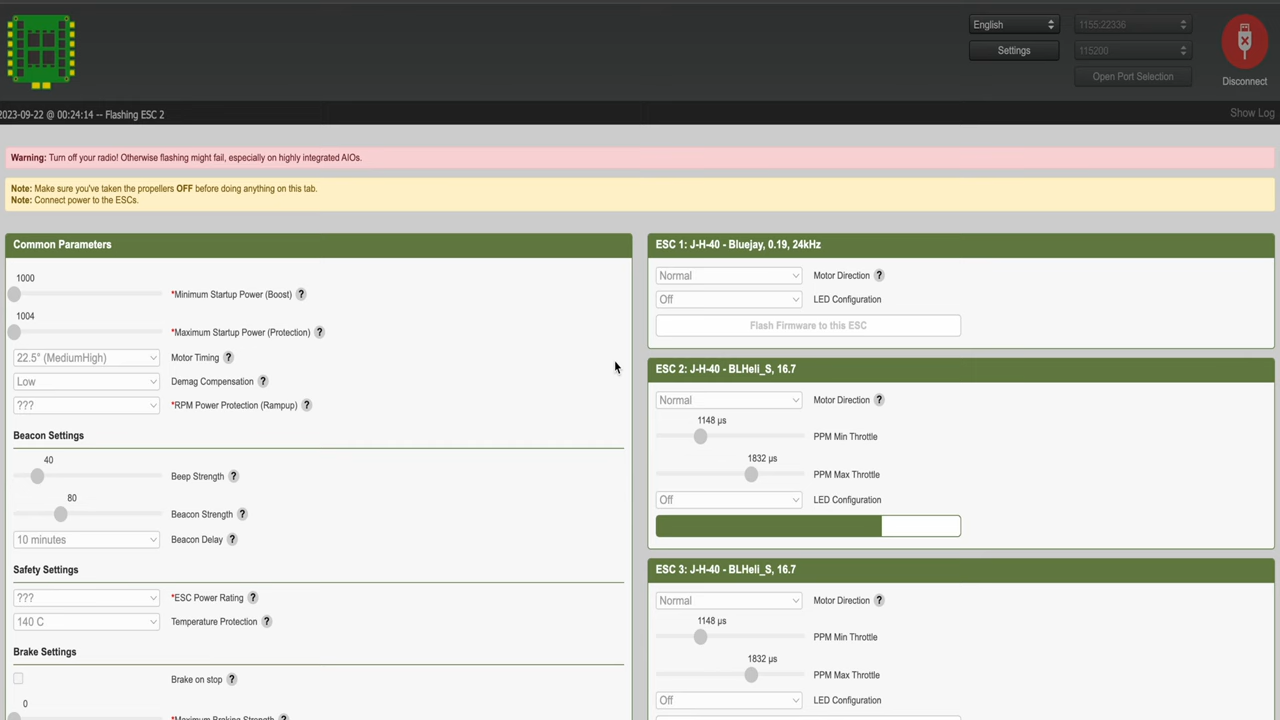 English
1155:22336
Settings
115200
Open Port Selection
Disconnect
2023-09-22 @ 00:24:14 -- Flashing ESC 2
Show Log
Warning: Turn off your radio! Otherwise flashing might fail, especially on highly integrated AIOs.
Note: Make sure you've taken the propellers OFF before doing anything on this tab.
Note: Connect power to the ESCs.
Common Parameters
1000
*Minimum Startup Power (Boost) ?
1004
*Maximum Startup Power (Protection) ?
22.5° (MediumHigh) Motor Timing ?
Low Demag Compensation ?
??? *RPM Power Protection (Rampup) ?
Beacon Settings
40
Beep Strength ?
80
Beacon Strength ?
10 minutes Beacon Delay ?
Safety Settings
??? *ESC Power Rating ?
140 C Temperature Protection ?
Brake Settings
Brake on stop ?
0
*Maximum Braking Strength ?
ESC 1: J-H-40 - Bluejay, 0.19, 24kHz
Normal Motor Direction ?
Off LED Configuration
Flash Firmware to this ESC
ESC 2: J-H-40 - BLHeli_S, 16.7
Normal Motor Direction ?
1148 µs
PPM Min Throttle
1832 µs
PPM Max Throttle
Off LED Configuration
ESC 3: J-H-40 - BLHeli_S, 16.7
Normal Motor Direction ?
1148 µs
PPM Min Throttle
1832 µs
PPM Max Throttle
Off LED Configuration